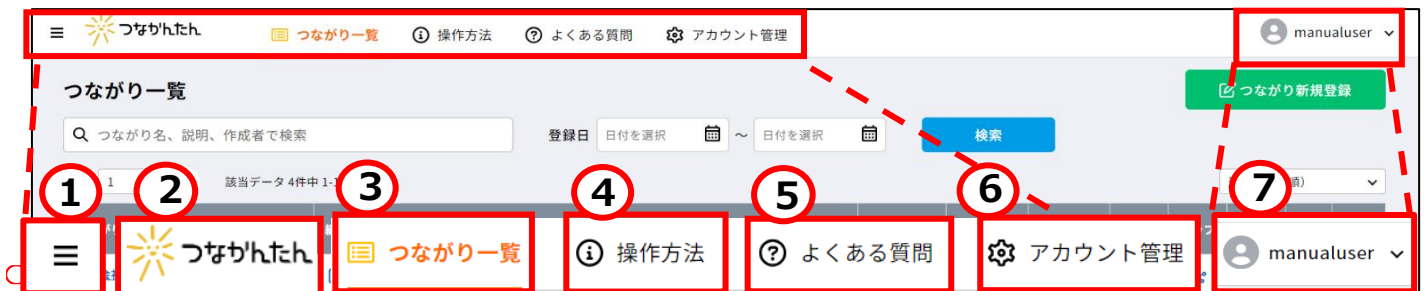 つなかんたん つながり一覧 操作方法 よくある質問 アカウント管理 manualuser
つながり一覧 つながり新規登録
つながり名、説明、作成者で検索 登録日 日付を選択 ～ 日付を選択 検索
1 該当データ 4件中 1-
1 2 3 4 5 6 7
つなかんたん つながり一覧 操作方法 よくある質問 アカウント管理 manualuser